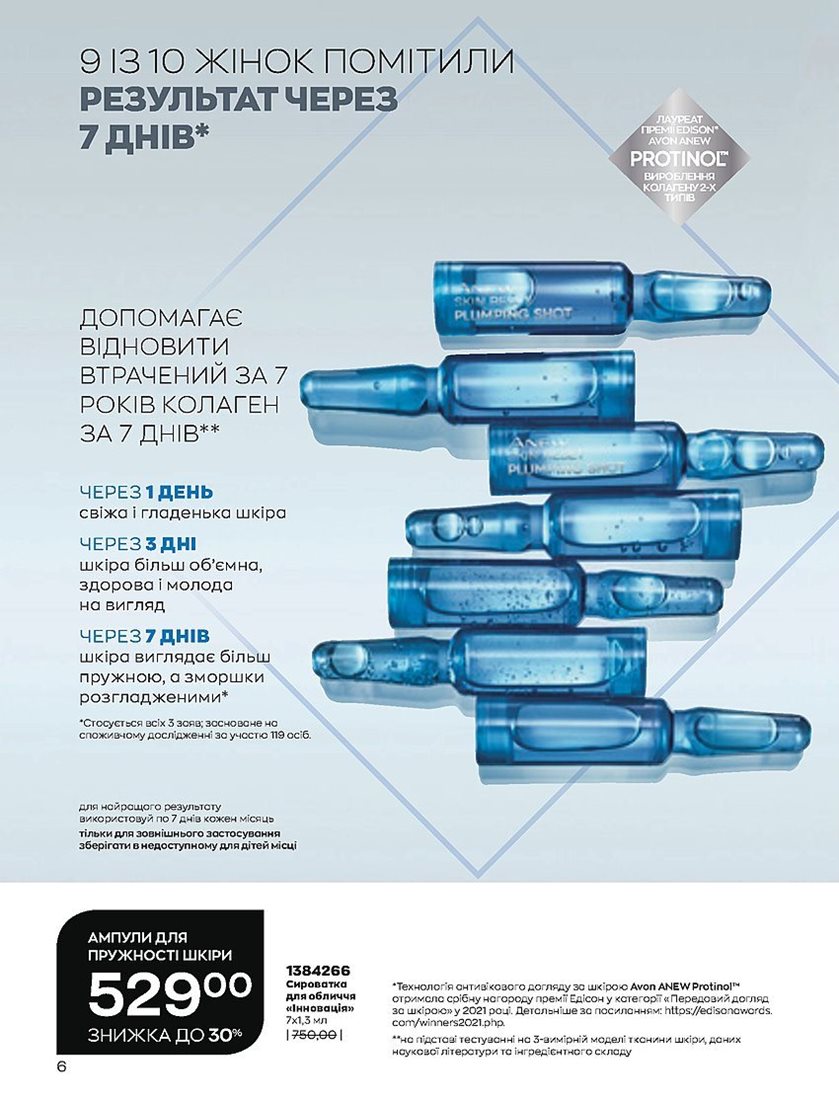 9 ІЗ 10 ЖІНОК ПОМІТИЛИ
РЕЗУЛЬТАТ ЧЕРЕЗ
7 ДНІВ*
ЛАУРЕАТ
ПРЕМІЇ EDISON*
AVON ANEW
PROTINOL™
ВИРОБЛЕННЯ
КОЛАГЕНУ 2-Х
ТИПІВ
ANEW
SKIN RESET
PLUMPING SHOT
ANEW
SKIN RESET
PLUMPING SHOT
ДОПОМАГАЄ
ВІДНОВИТИ
ВТРАЧЕНИЙ ЗА 7
РОКІВ КОЛАГЕН
ЗА 7 ДНІВ**
ЧЕРЕЗ 1 ДЕНЬ
свіжа і гладенька шкіра
ЧЕРЕЗ 3 ДНІ
шкіра більш об’ємна,
здорова і молода
на вигляд
ЧЕРЕЗ 7 ДНІВ
шкіра виглядає більш
пружною, а зморшки
розгладженими*
*Стосується всіх 3 заяв; засноване на
споживчому дослідженні за участю 119 осіб.
для найращого результату
використовуй по 7 днів кожен місяць
тільки для зовнішнього застосування
зберігати в недоступному для дітей місці
АМПУЛИ ДЛЯ
ПРУЖНОСТІ ШКІРИ
529⁰⁰
ЗНИЖКА ДО 30%
1384266
Сироватка
для обличчя
«Інновація»
7х1,3 мл
| 750,00 |
*Технологія антивікового догляду за шкірою Avon ANEW Protinol™
отримала срібну нагороду премії Едісон у категорії «Передовий догляд
за шкірою» у 2021 році. Детальніше за посиланням: https://edisonawards.
com/winners2021.php.
**на підставі тестуванні на 3-вимірній моделі тканини шкіри, даних
наукової літератури та інгредієнтного складу
6